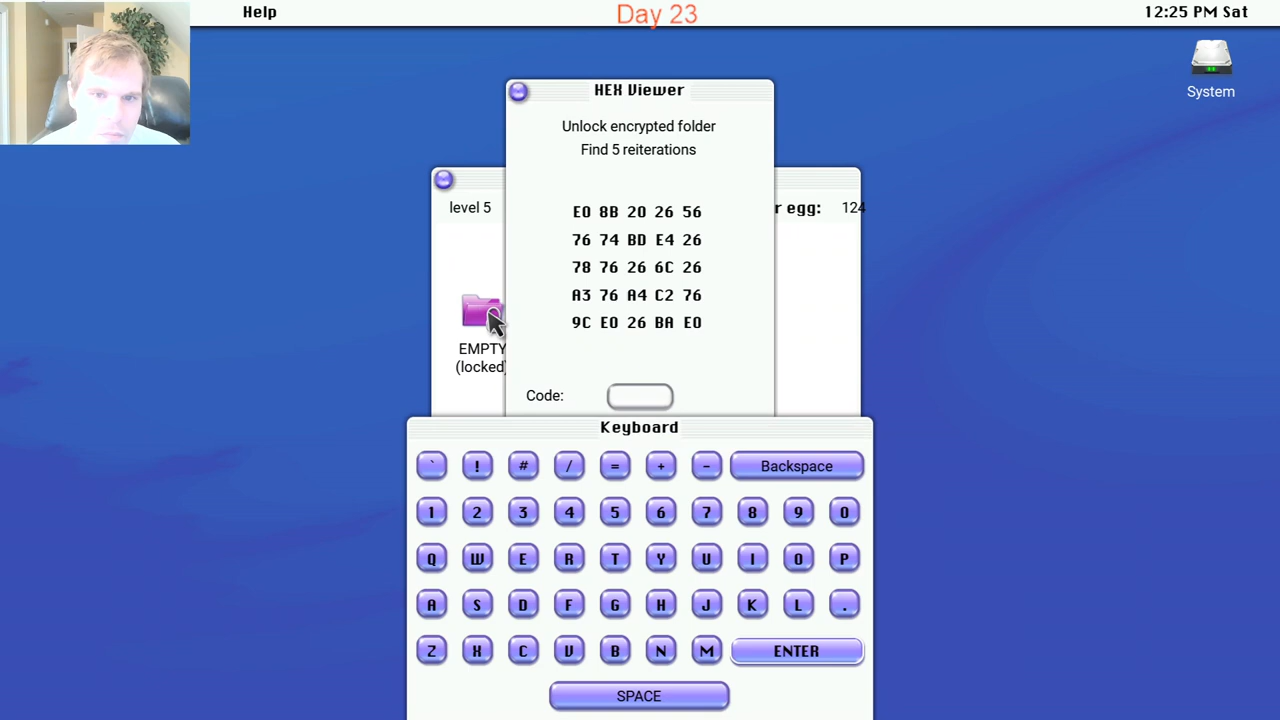 Help
Day 23
12:25 PM Sat
System
HEX Viewer
Unlock encrypted folder
Find 5 reiterations
level 5
r egg: 124
E0 8B 20 26 56
76 74 BD E4 26
78 76 26 6C 26
A3 76 A4 C2 76
9C E0 26 BA E0
EMPTY
(locked)
Code:
Keyboard
` ! # / = + - Backspace
1 2 3 4 5 6 7 8 9 0
Q W E R T Y U I O P
A S D F G H J K L .
Z X C V B N M ENTER
SPACE